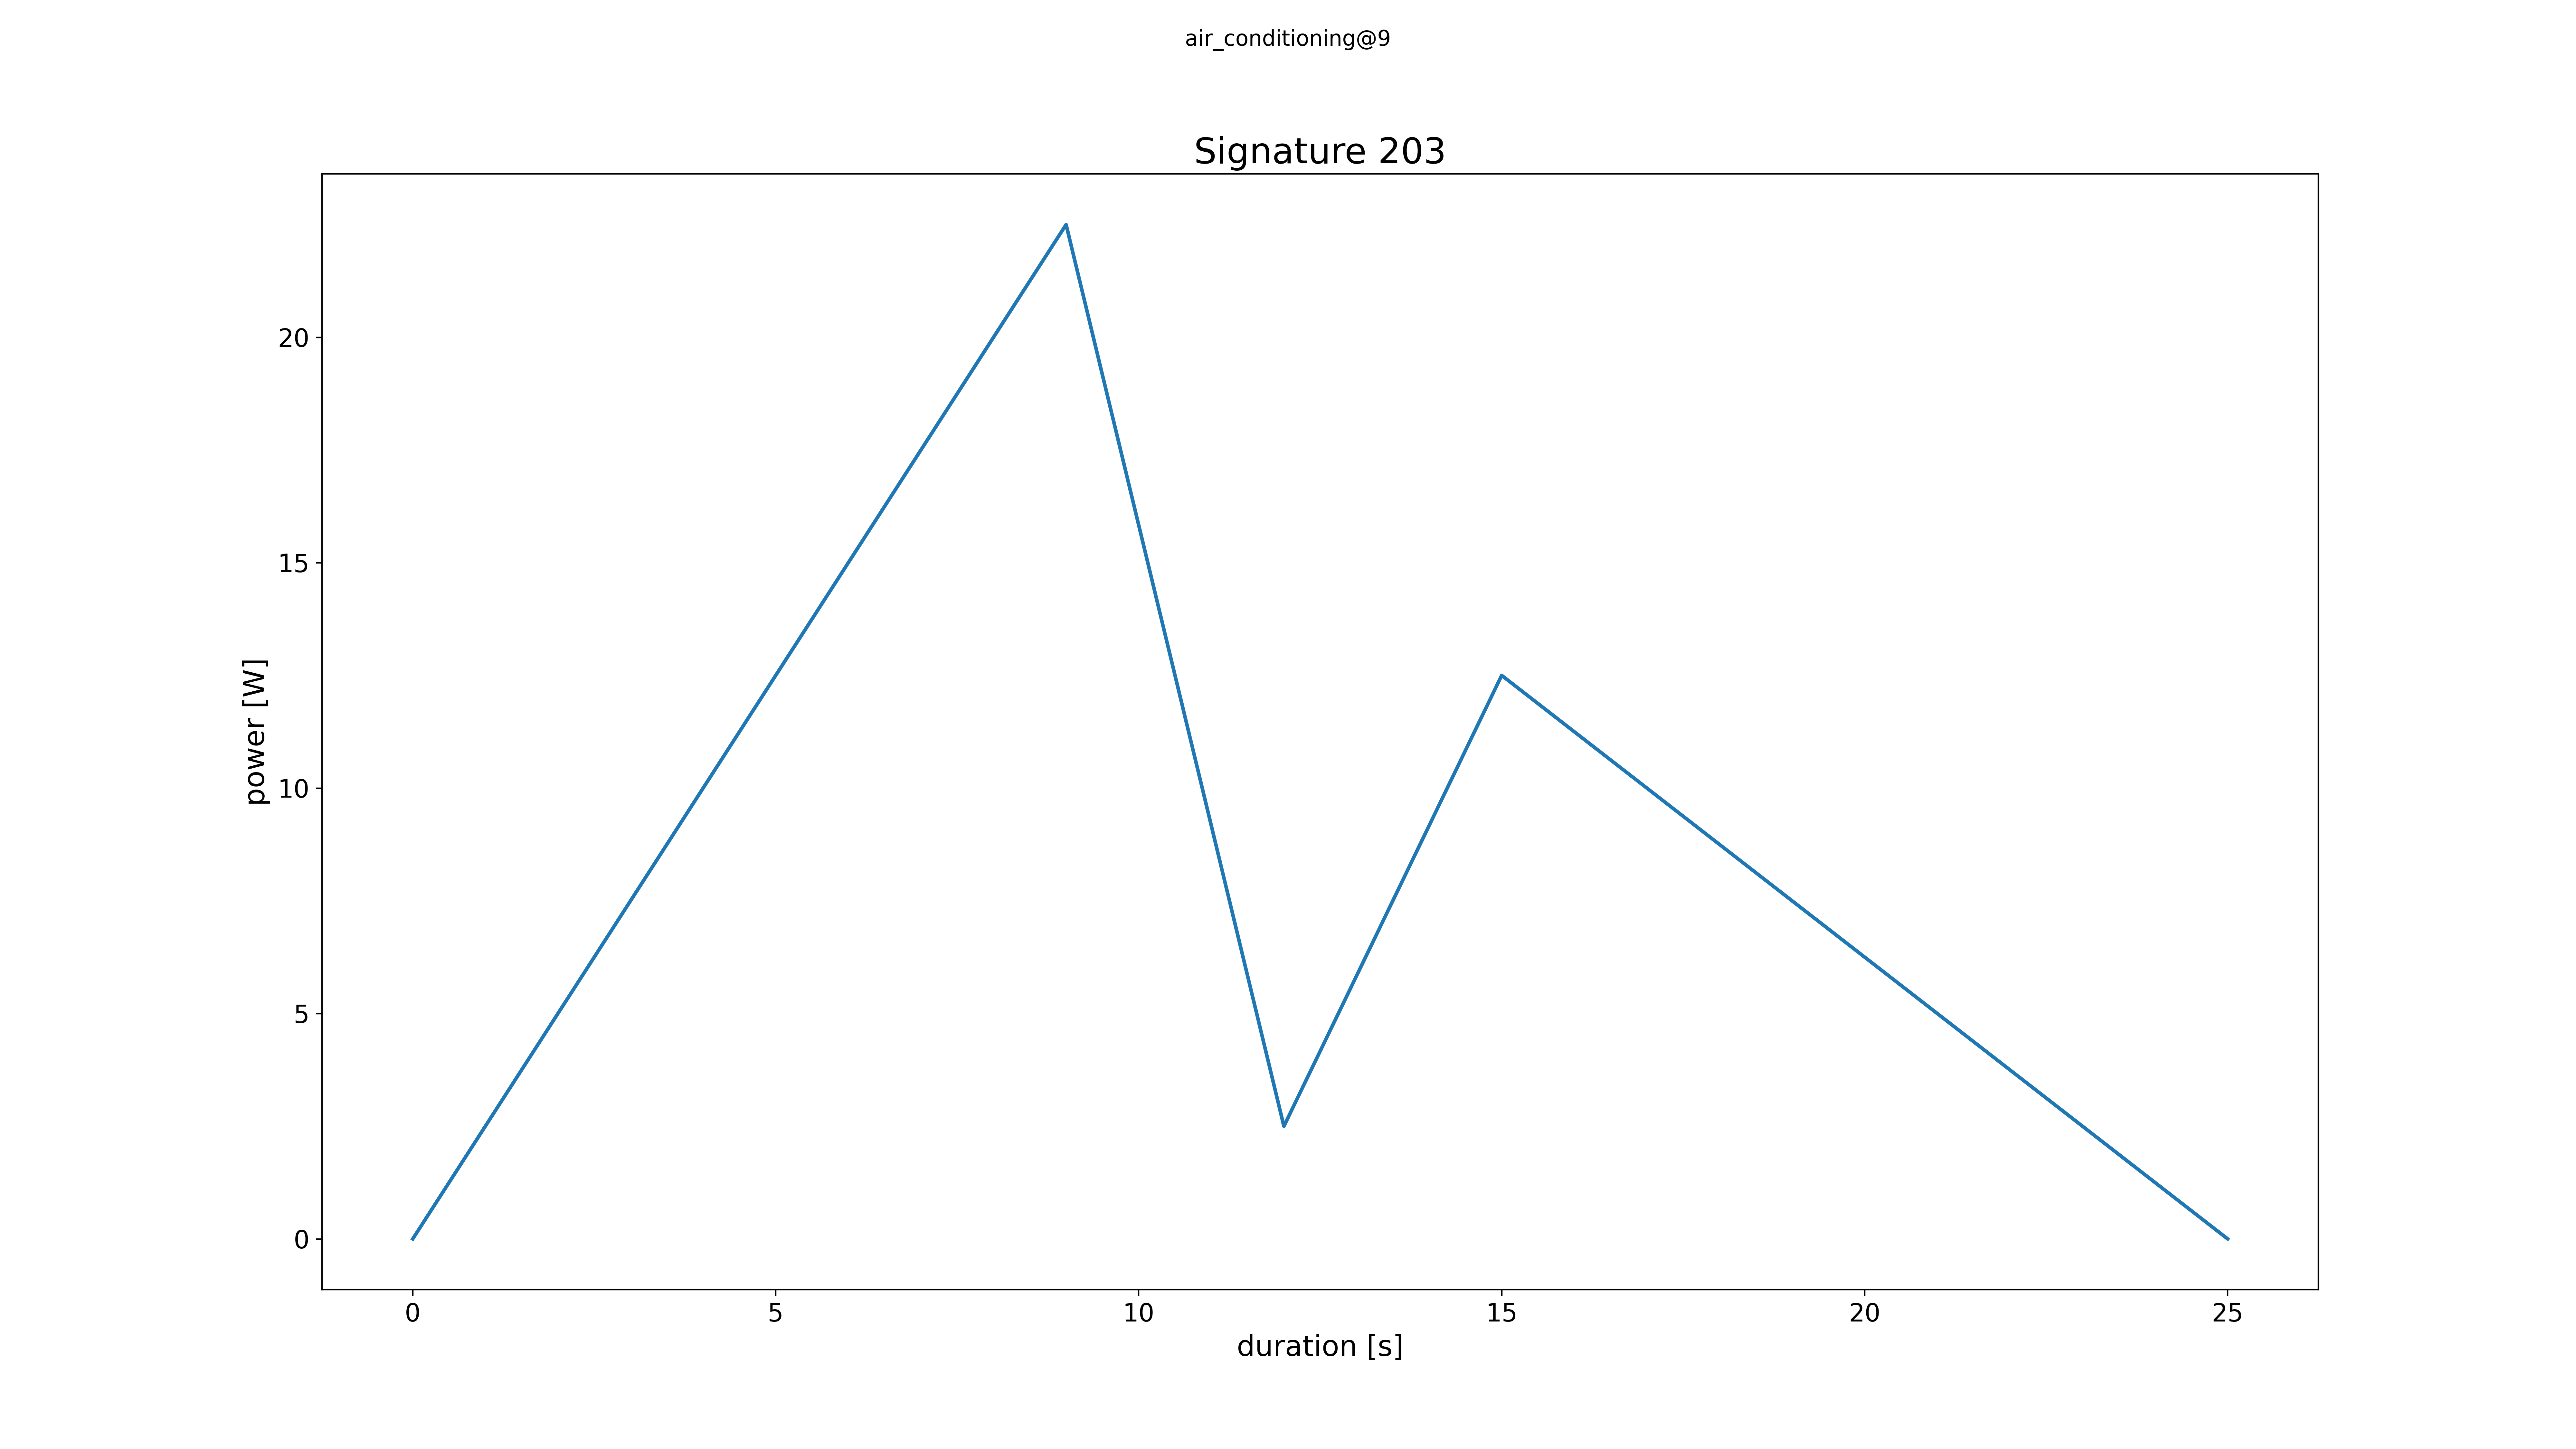 air_conditioning@9
Signature 203
power [W]
20
15
10
5
0
0 5 10 15 20 25
duration [s]